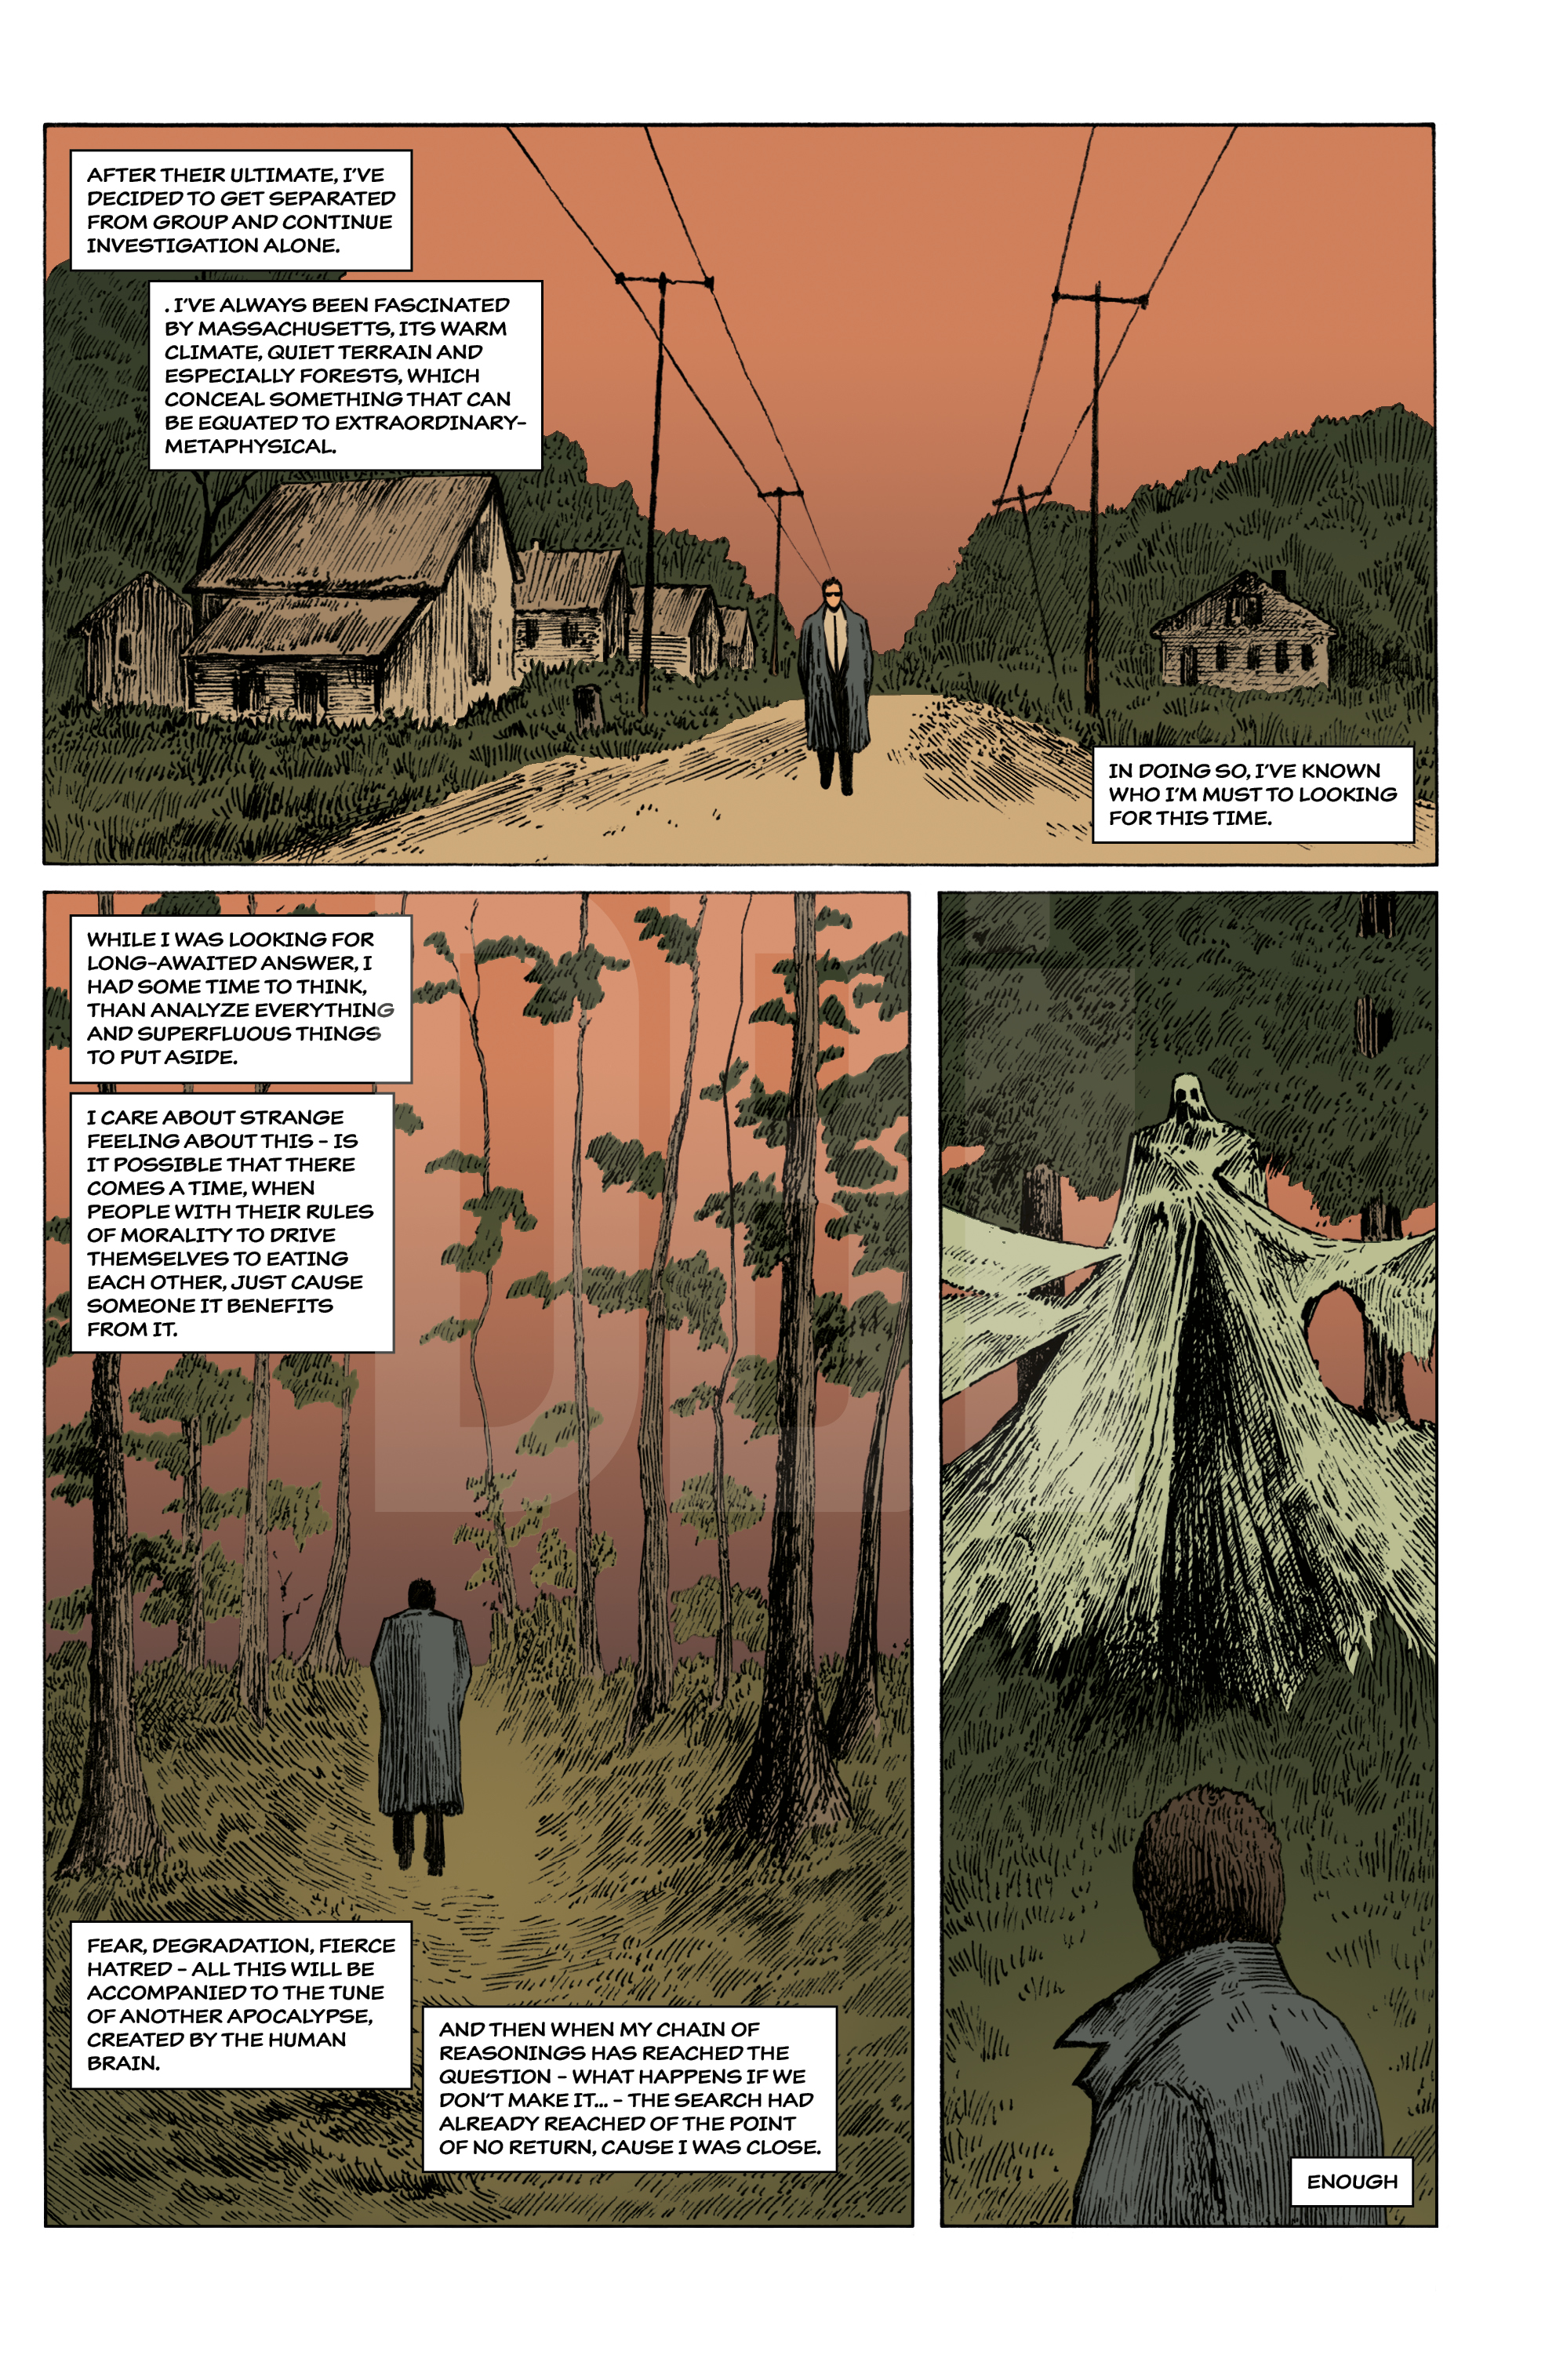 AFTER THEIR ULTIMATE, I'VE
DECIDED TO GET SEPARATED
FROM GROUP AND CONTINUE
INVESTIGATION ALONE.
. I'VE ALWAYS BEEN FASCINATED
BY MASSACHUSETTS, ITS WARM
CLIMATE, QUIET TERRAIN AND
ESPECIALLY FORESTS, WHICH
CONCEAL SOMETHING THAT CAN
BE EQUATED TO EXTRAORDINARY-
METAPHYSICAL.
IN DOING SO, I'VE KNOWN
WHO I'M MUST TO LOOKING
FOR THIS TIME.
WHILE I WAS LOOKING FOR
LONG-AWAITED ANSWER, I
HAD SOME TIME TO THINK,
THAN ANALYZE EVERYTHING
AND SUPERFLUOUS THINGS
TO PUT ASIDE.
I CARE ABOUT STRANGE
FEELING ABOUT THIS - IS
IT POSSIBLE THAT THERE
COMES A TIME, WHEN
PEOPLE WITH THEIR RULES
OF MORALITY TO DRIVE
THEMSELVES TO EATING
EACH OTHER, JUST CAUSE
SOMEONE IT BENEFITS
FROM IT.
FEAR, DEGRADATION, FIERCE
HATRED - ALL THIS WILL BE
ACCOMPANIED TO THE TUNE
OF ANOTHER APOCALYPSE,
CREATED BY THE HUMAN
BRAIN.
AND THEN WHEN MY CHAIN OF
REASONINGS HAS REACHED THE
QUESTION - WHAT HAPPENS IF WE
DON'T MAKE IT... - THE SEARCH HAD
ALREADY REACHED OF THE POINT
OF NO RETURN, CAUSE I WAS CLOSE.
ENOUGH